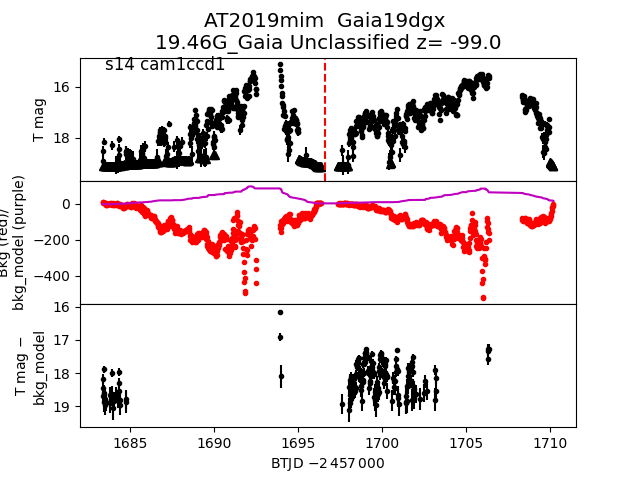 AT2019mim Gaia19dgx
19.46G_Gaia Unclassified z= -99.0
s14 cam1ccd1
T mag
16
18
Bkg (red)/
bkg_model (purple)
0
−200
−400
T mag −
bkg_model
16
17
18
19
1685
1690
1695
1700
1705
1710
BTJD −2 457 000